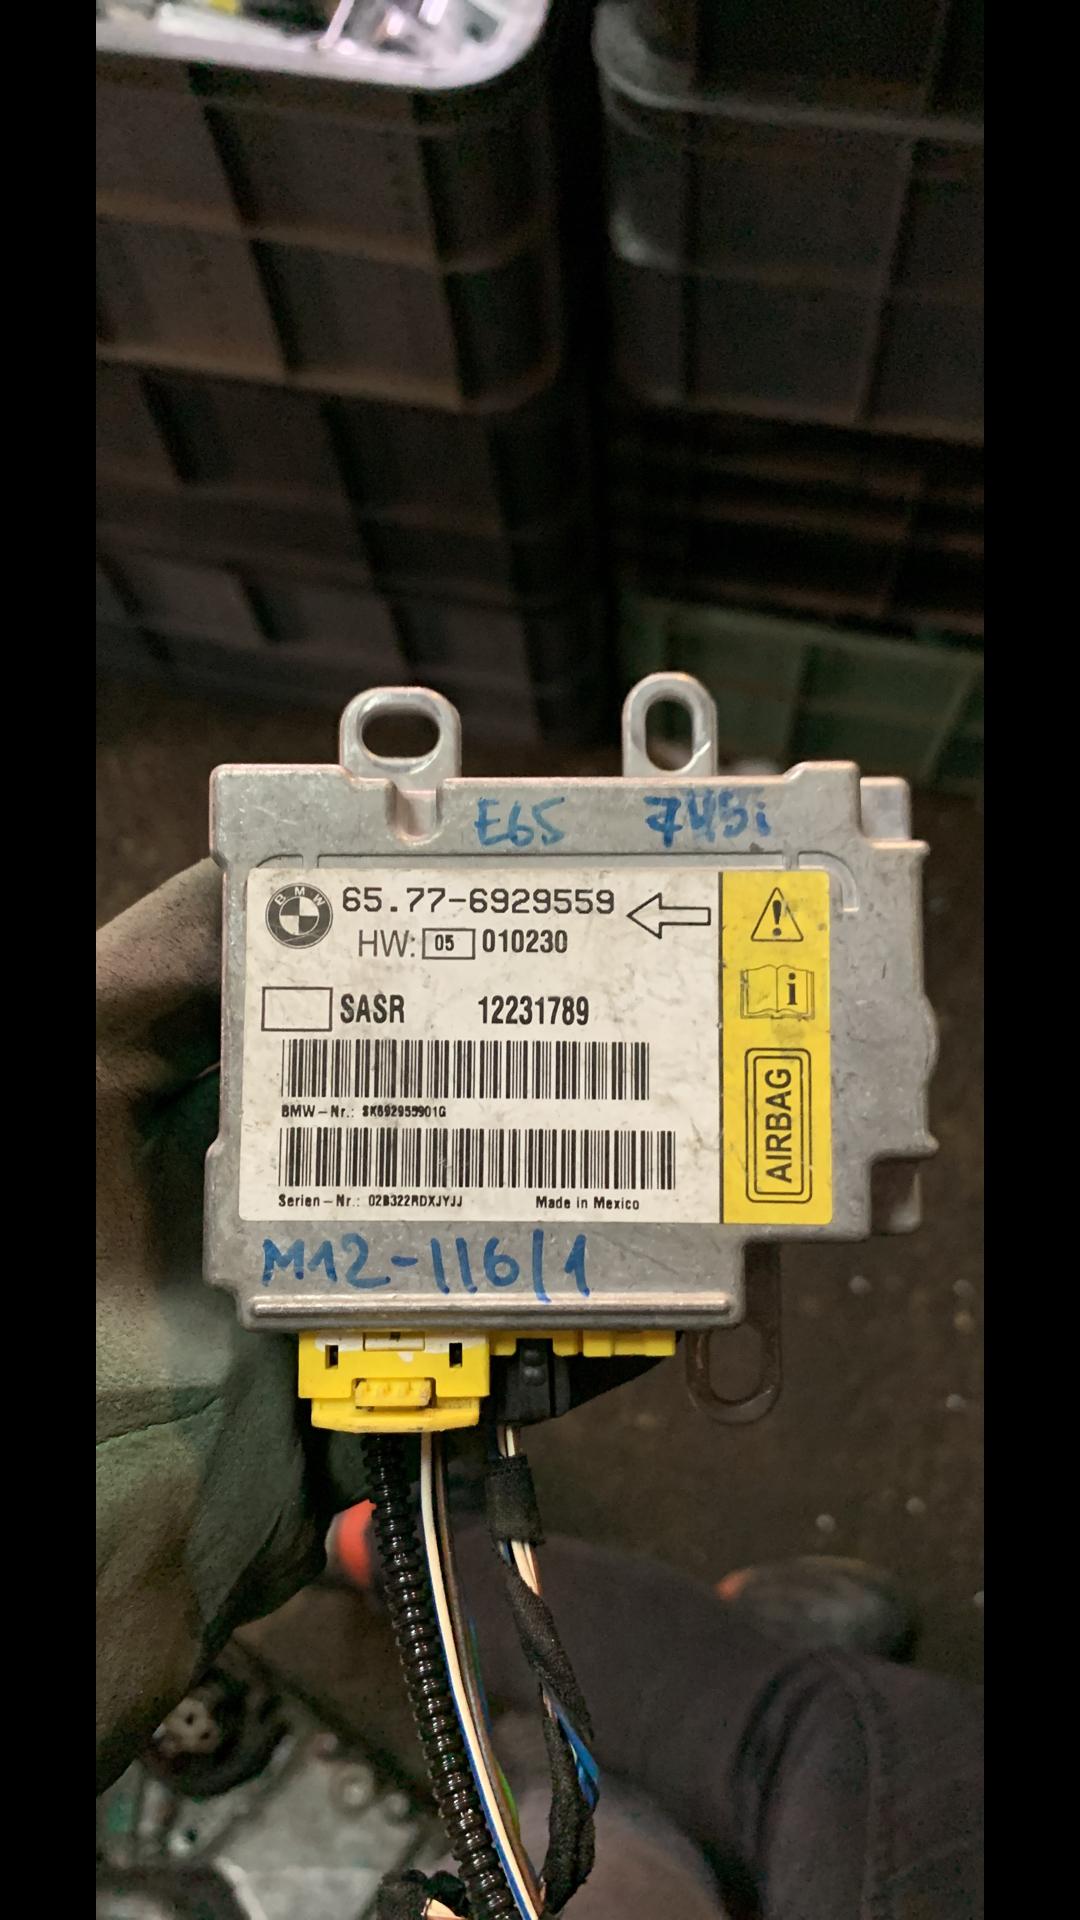 E65 745i
BMW
65.77-6929559
HW: 05 010230
SASR 12231789
BMW-Nr.: SK692955901G
Serien-Nr.: 02B322RDXJYJJ Made in Mexico
AIRBAG
M12-116/1